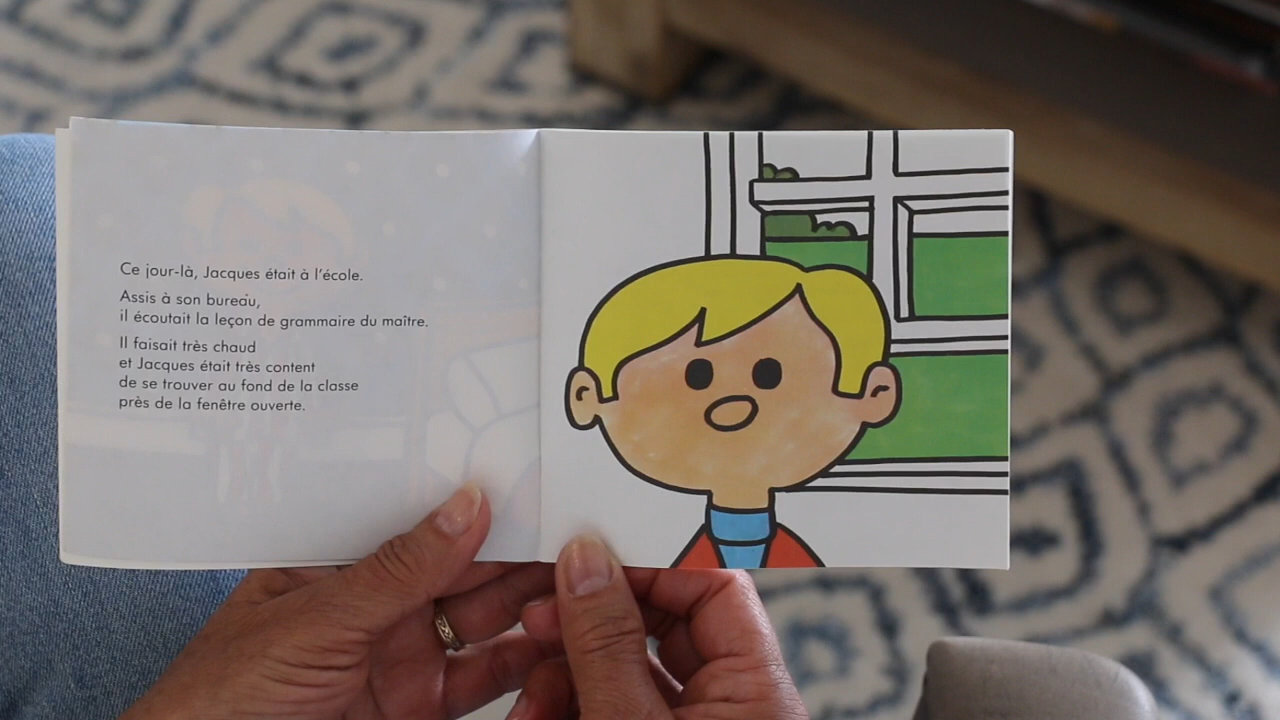 Ce jour-là, Jacques était à l'école.
Assis à son bureau,
il écoutait la leçon de grammaire du maître.
Il faisait très chaud
et Jacques était très content
de se trouver au fond de la classe
près de la fenêtre ouverte.